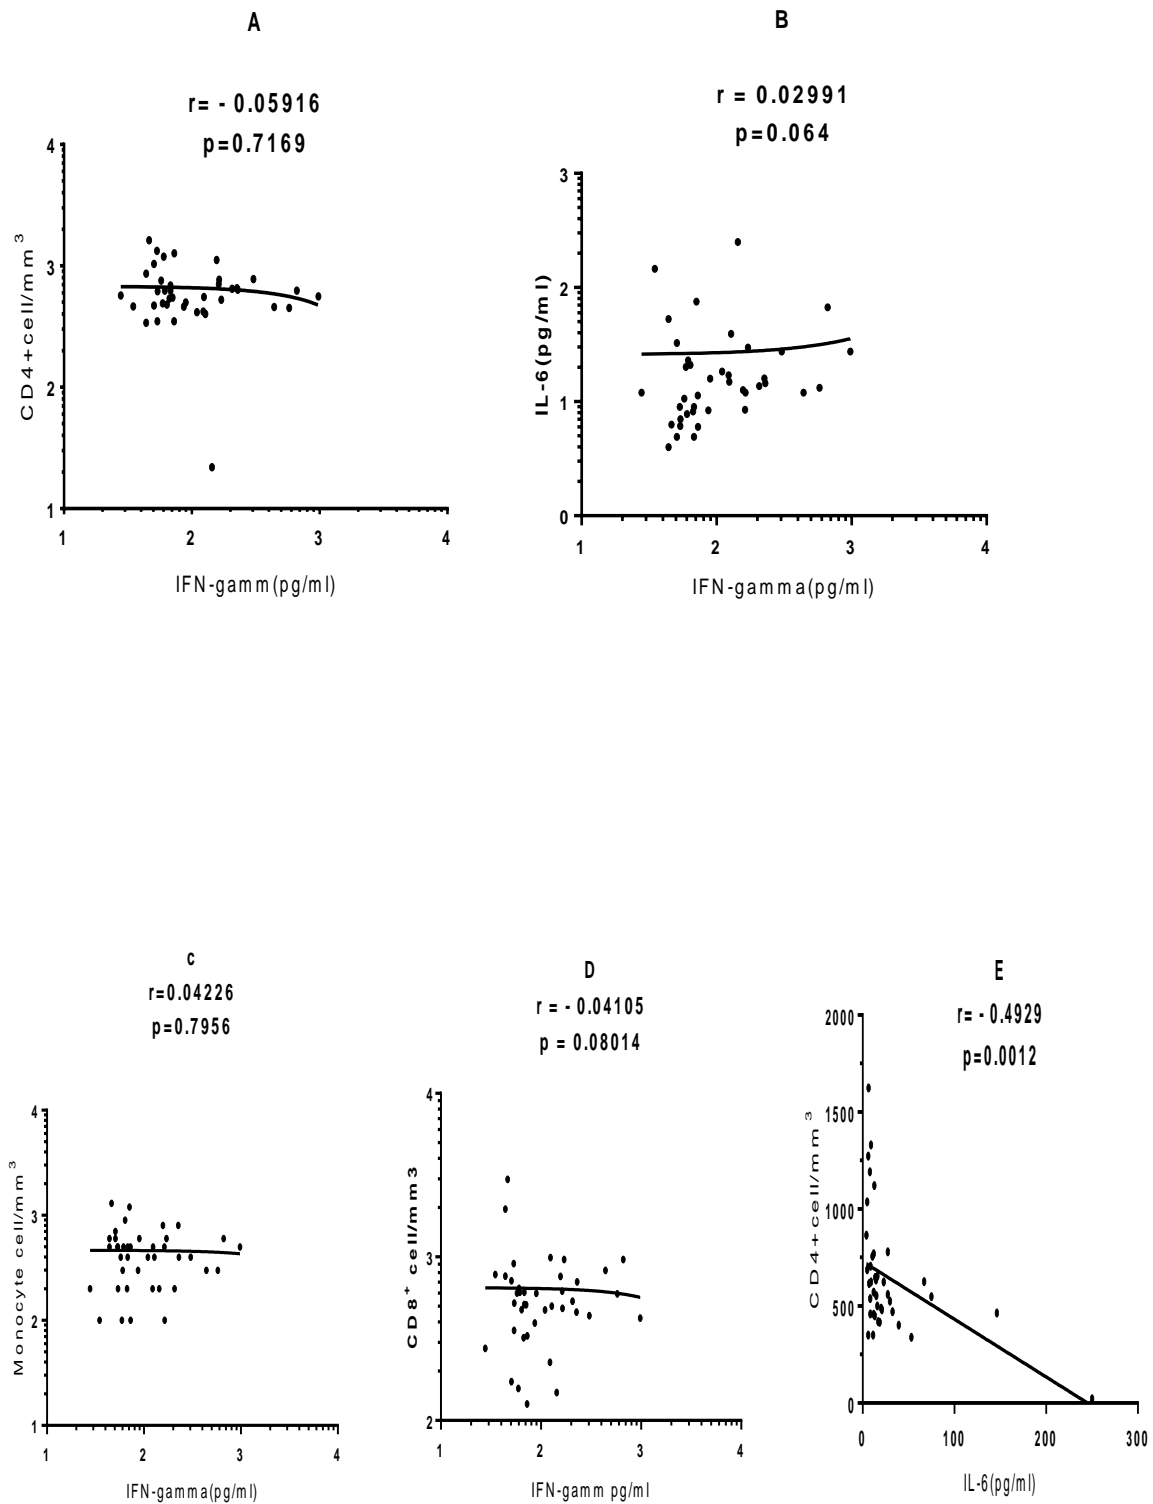 A
r= - 0.05916
p=0.7169
4
3
2
1
CD4+cell/mm3
1 2 3 4
IFN-gamm(pg/ml)
B
r = 0.02991
p=0.064
3
2
1
0
IL-6(pg/ml)
1 2 3 4
IFN-gamma(pg/ml)
c
r=0.04226
p=0.7956
4
3
2
1
Monocyte cell/mm3
1 2 3 4
IFN-gamma(pg/ml)
D
r = - 0.04105
p = 0.08014
4
3
2
CD8+ cell/mm3
1 2 3 4
IFN-gamm pg/ml
E
r= - 0.4929
p=0.0012
2000
1500
1000
500
0
CD4+cell/mm3
0 100 200 300
IL-6(pg/ml)